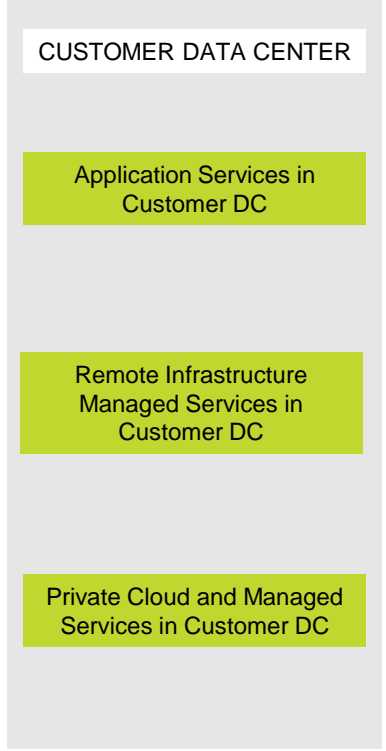 CUSTOMER DATA CENTER
Application Services in
Customer DC
Remote Infrastructure
Managed Services in
Customer DC
Private Cloud and Managed
Services in Customer DC